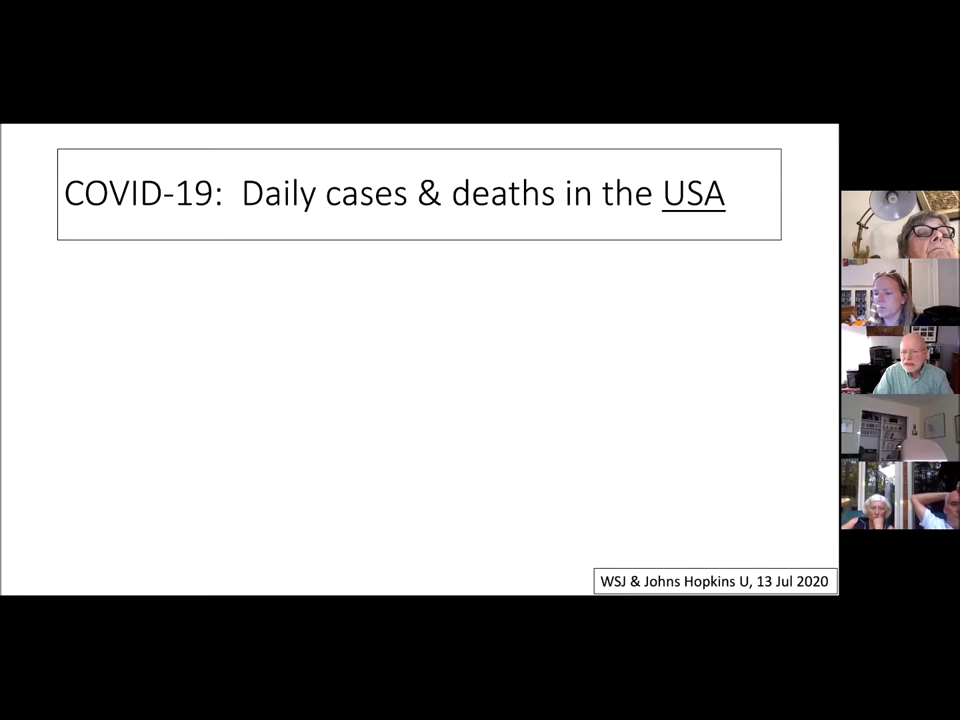 COVID-19:  Daily cases & deaths in the USA
WSJ & Johns Hopkins U, 13 Jul 2020